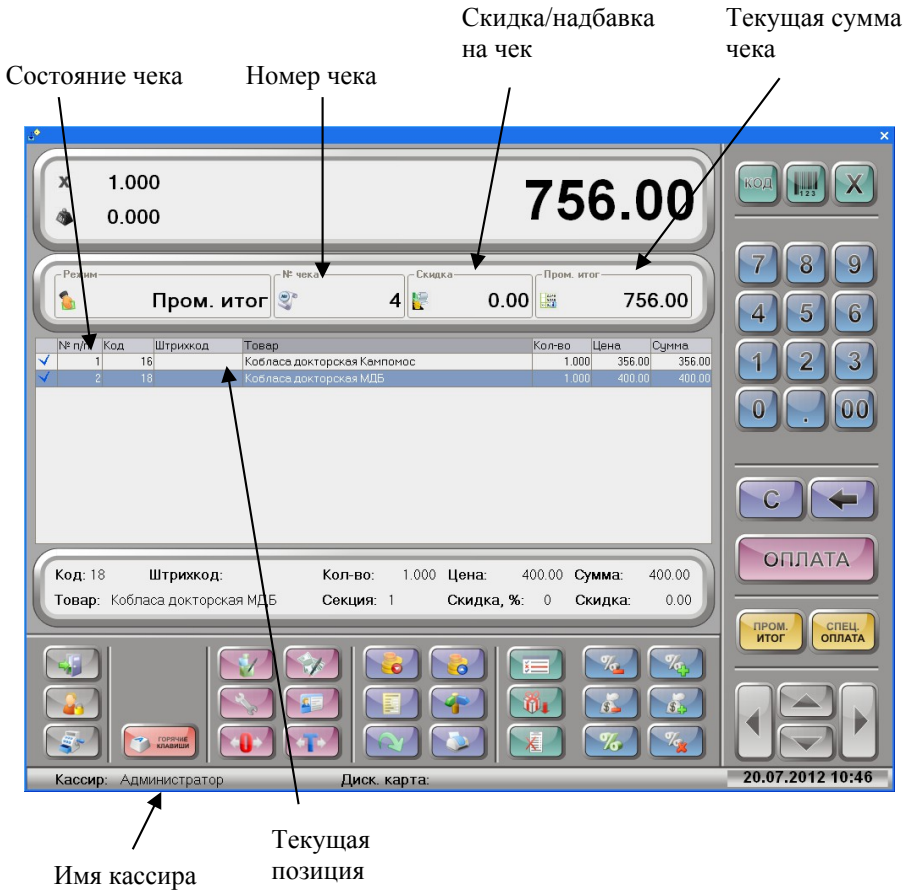 Скидка/надбавка
на чек
Текущая сумма
чека
Состояние чека
Номер чека
X 1.000
0.000
756.00
Режим
Пром. итог
№ чека
4
Скидка
0.00
Пром. итог
756.00
№ п/п Код Штрихкод Товар Кол-во Цена Сумма
1 16 Кобласа докторская Кампомос 1.000 356.00 356.00
2 18 Кобласа докторская МДБ 1.000 400.00 400.00
Код: 18 Штрихкод: Кол-во: 1.000 Цена: 400.00 Сумма: 400.00
Товар: Кобласа докторская МДБ Секция: 1 Скидка, %: 0 Скидка: 0.00
КОД 123 X
7 8 9
4 5 6
1 2 3
0 . 00
C
ОПЛАТА
ПРОМ.
ИТОГ
СПЕЦ.
ОПЛАТА
ГОРЯЧИЕ
КЛАВИШИ
0 T
Кассир: Администратор Диск. карта: 20.07.2012 10:46
Текущая
позиция
Имя кассира